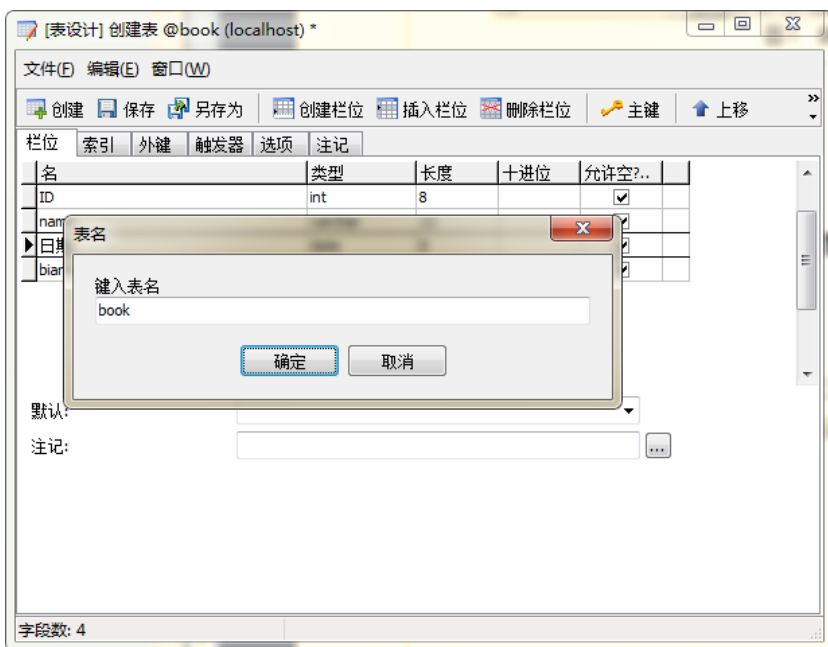 [表设计] 创建表 @book (localhost) *
文件(F) 编辑(E) 窗口(W)
创建 保存 另存为 创建栏位 插入栏位 删除栏位 主键 上移 »
栏位 索引 外键 触发器 选项 注记
名 类型 长度 十进位 允许空?..
ID int 8
表名
键入表名
book
确定 取消
默认:
注记:
...
字段数: 4